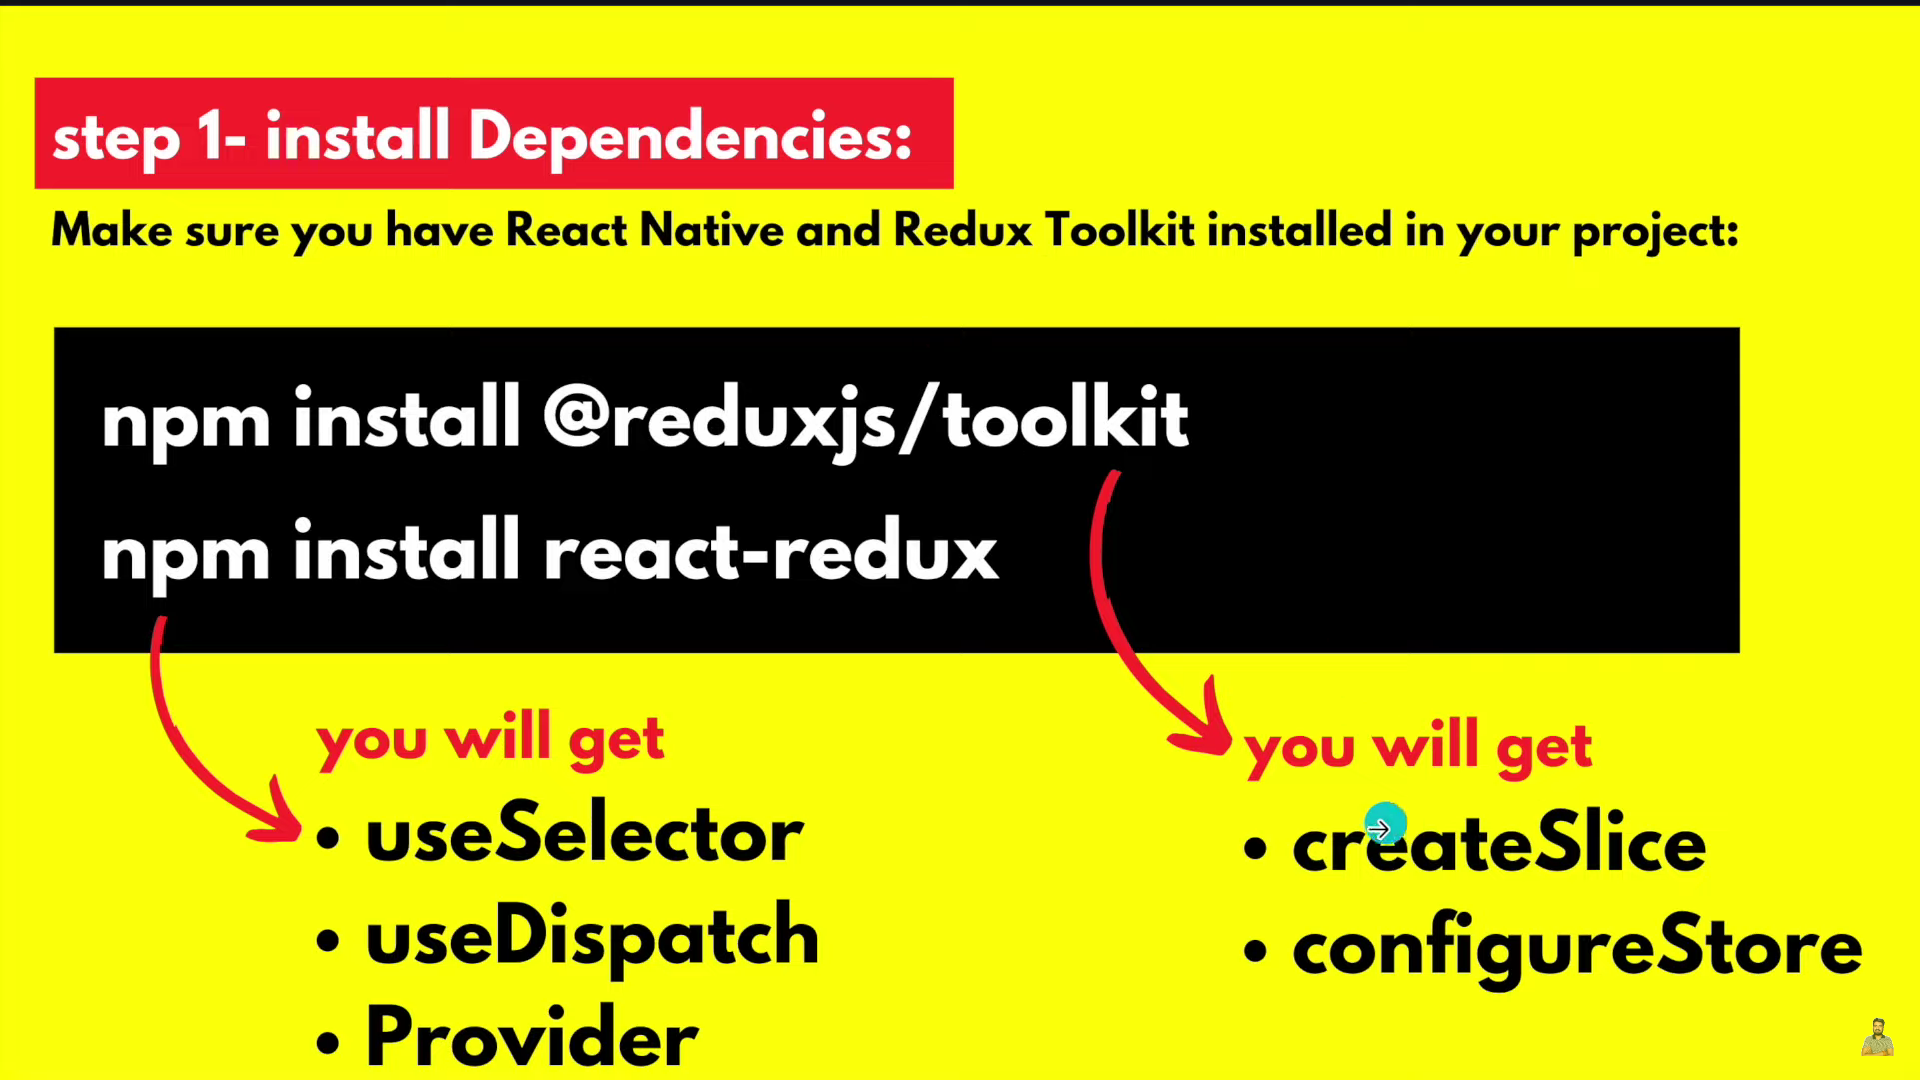 step 1- install Dependencies:
Make sure you have React Native and Redux Toolkit installed in your project:
npm install @reduxjs/toolkit
npm install react-redux
you will get
• useSelector
• useDispatch
• Provider
you will get
• createSlice
• configureStore